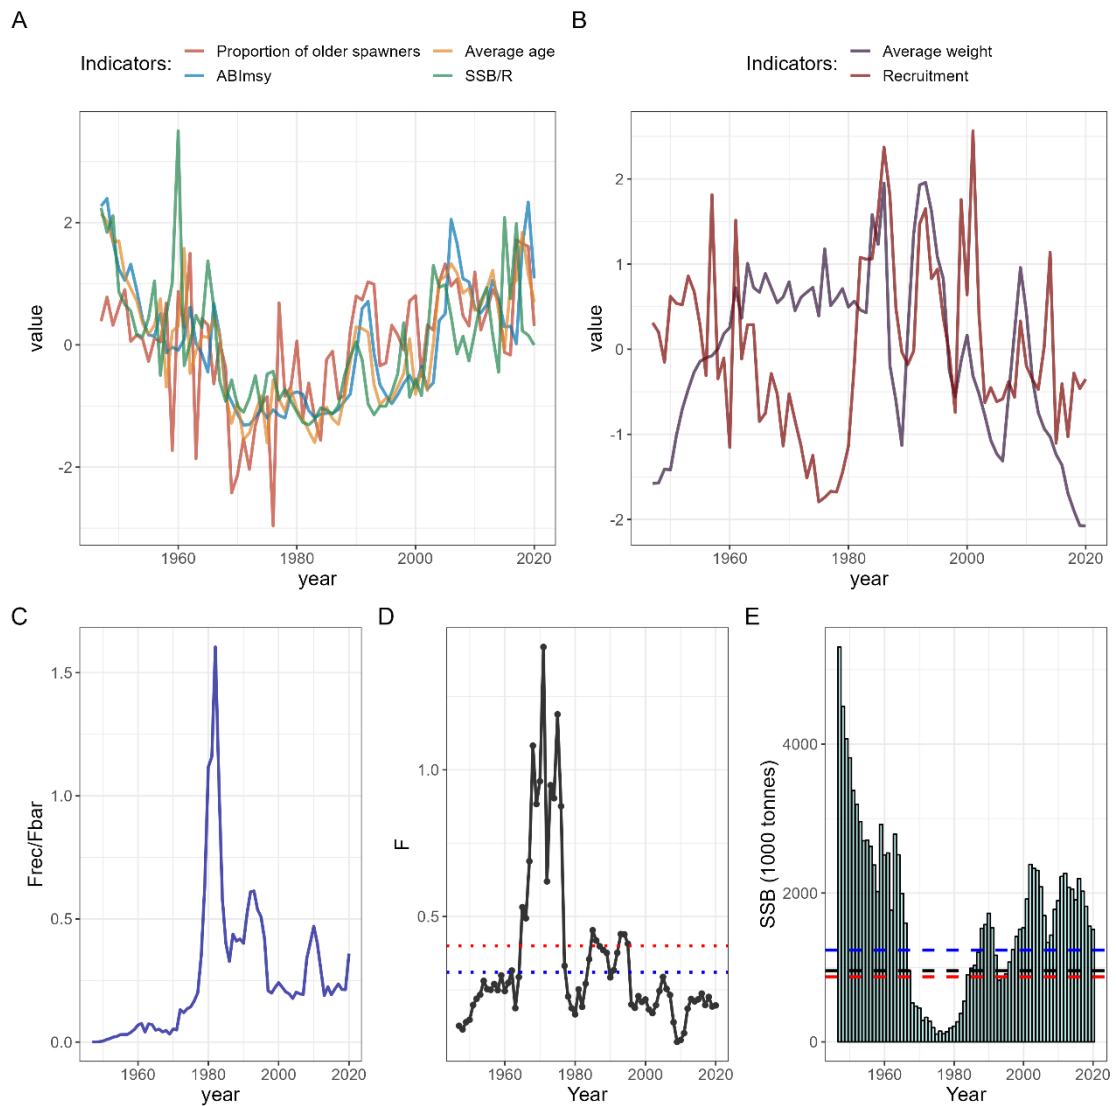 A
Indicators:
Proportion of older spawners
Average age
ABImsy
SSB/R
value
2
0
-2
1960
1980
2000
2020
year
B
Indicators:
Average weight
Recruitment
value
2
1
0
-1
-2
1960
1980
2000
2020
year
C
Frec/Fbar
1.5
1.0
0.5
0.0
1960
1980
2000
2020
year
D
F
1.0
0.5
1960
1980
2000
2020
Year
E
SSB (1000 tonnes)
4000
2000
0
1960
1980
2000
2020
Year